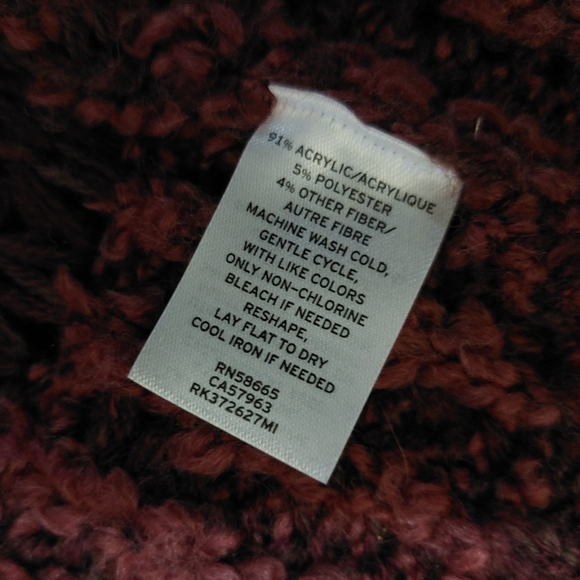 91% ACRYLIC/ACRYLIQUE
5% POLYESTER
4% OTHER FIBER/
AUTRE FIBRE
MACHINE WASH COLD,
GENTLE CYCLE,
WITH LIKE COLORS
ONLY NON-CHLORINE
BLEACH IF NEEDED
RESHAPE,
LAY FLAT TO DRY
COOL IRON IF NEEDED
RN58665
CA57963
RK372627MI